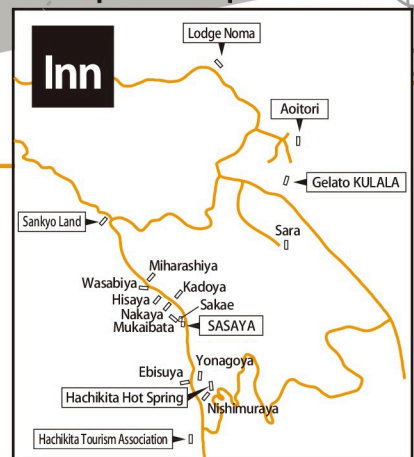 Inn
Lodge Noma
Aoitori
Gelato KULALA
Sankyo Land
Sara
Miharashiya
Wasabiya
Kadoya
Hisaya
Sakae
Nakaya
Mukaibata
SASAYA
Yonagoya
Ebisuya
Hachikita Hot Spring
Nishimuraya
Hachikita Tourism Association